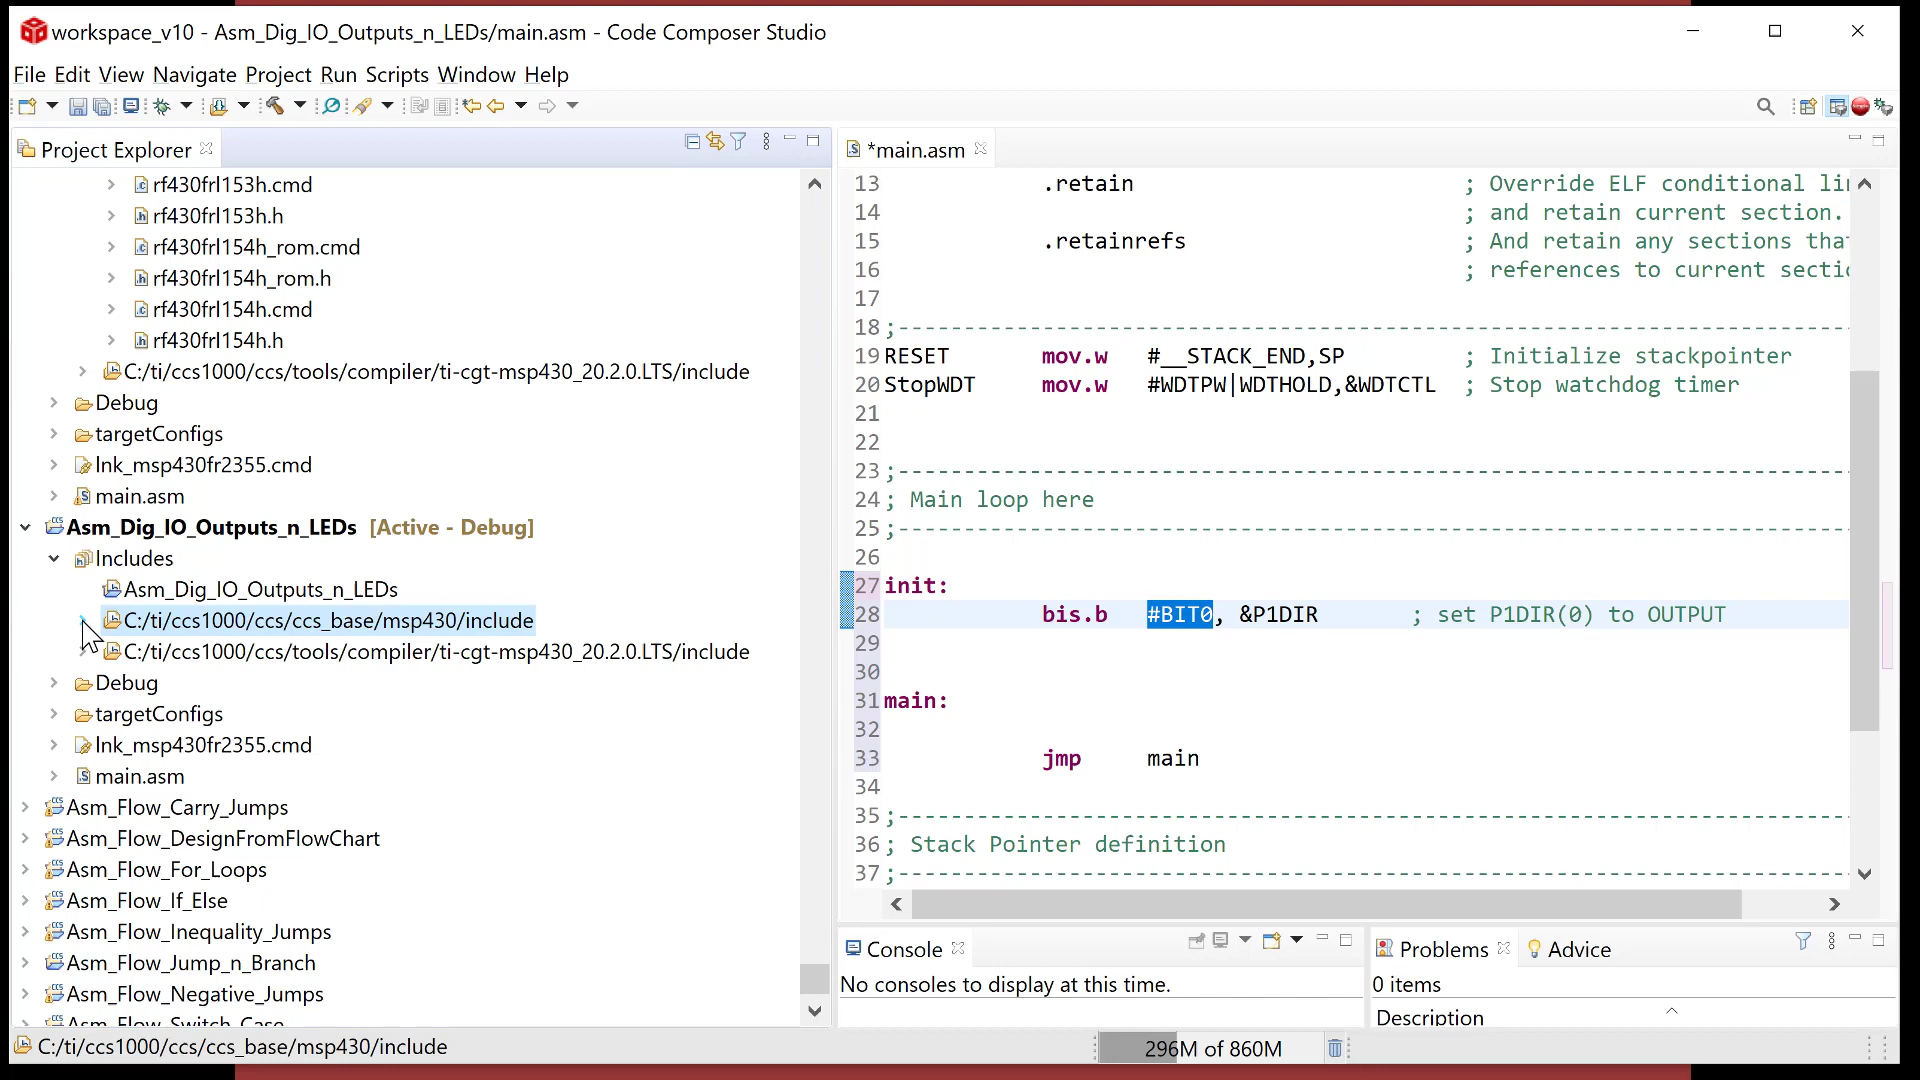 workspace_v10 - Asm_Dig_IO_Outputs_n_LEDs/main.asm - Code Composer Studio
File Edit View Navigate Project Run Scripts Window Help
Project Explorer
rf430frl153h.cmd
rf430frl153h.h
rf430frl154h_rom.cmd
rf430frl154h_rom.h
rf430frl154h.cmd
rf430frl154h.h
C:/ti/ccs1000/ccs/tools/compiler/ti-cgt-msp430_20.2.0.LTS/include
Debug
targetConfigs
lnk_msp430fr2355.cmd
main.asm
Asm_Dig_IO_Outputs_n_LEDs [Active - Debug]
Includes
Asm_Dig_IO_Outputs_n_LEDs
C:/ti/ccs1000/ccs/ccs_base/msp430/include
C:/ti/ccs1000/ccs/tools/compiler/ti-cgt-msp430_20.2.0.LTS/include
Debug
targetConfigs
lnk_msp430fr2355.cmd
main.asm
Asm_Flow_Carry_Jumps
Asm_Flow_DesignFromFlowChart
Asm_Flow_For_Loops
Asm_Flow_If_Else
Asm_Flow_Inequality_Jumps
Asm_Flow_Jump_n_Branch
Asm_Flow_Negative_Jumps
Asm_Flow_Switch_Case
C:/ti/ccs1000/ccs/ccs_base/msp430/include
*main.asm
13 .retain ; Override ELF conditional li
14 ; and retain current section.
15 .retainrefs ; And retain any sections tha
16 ; references to current secti
17
18 ;-------------------------------------------------------------------------
19 RESET mov.w #__STACK_END,SP ; Initialize stackpointer
20 StopWDT mov.w #WDTPW|WDTHOLD,&WDTCTL ; Stop watchdog timer
21
22
23 ;-------------------------------------------------------------------------
24 ; Main loop here
25 ;-------------------------------------------------------------------------
26
27 init:
28 bis.b #BIT0, &P1DIR ; set P1DIR(0) to OUTPUT
29
30
31 main:
32
33 jmp main
34
35 ;-------------------------------------------------------------------------
36 ; Stack Pointer definition
37 ;-------------------------------------------------------------------------
Console
No consoles to display at this time.
Problems Advice
0 items
Description
296M of 860M